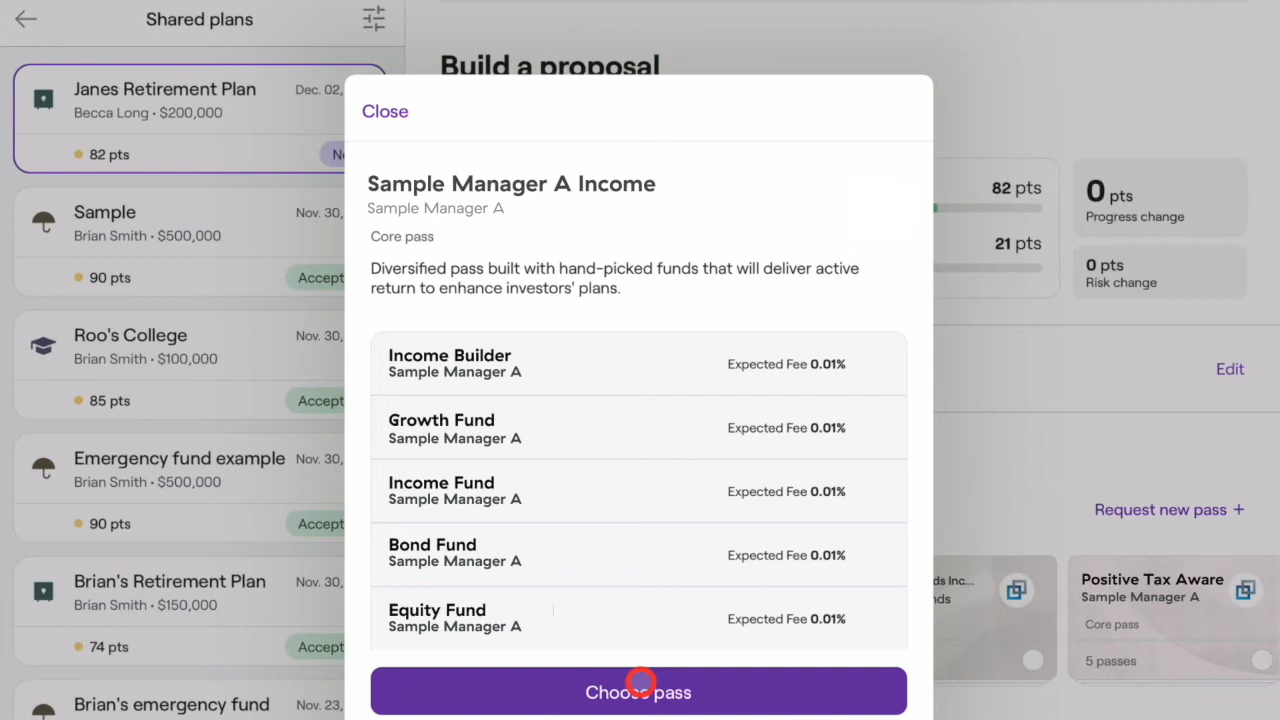 Shared plans
Janes Retirement Plan
Dec. 02,
Becca Long • $200,000
82 pts
Sample
Nov. 30,
Brian Smith • $500,000
90 pts
Accept
Roo's College
Nov. 30,
Brian Smith • $100,000
85 pts
Accept
Emergency fund example
Nov. 30,
Brian Smith • $500,000
90 pts
Accept
Brian's Retirement Plan
Nov. 30,
Brian Smith • $150,000
74 pts
Accept
Brian's emergency fund
Nov. 23,
Build a proposal
Close
Sample Manager A Income
Sample Manager A
Core pass
Diversified pass built with hand-picked funds that will deliver active
return to enhance investors' plans.
Income Builder
Sample Manager A
Expected Fee 0.01%
Growth Fund
Sample Manager A
Expected Fee 0.01%
Income Fund
Sample Manager A
Expected Fee 0.01%
Bond Fund
Sample Manager A
Expected Fee 0.01%
Equity Fund
Sample Manager A
Expected Fee 0.01%
Choose pass
82 pts
21 pts
0 pts
Progress change
0 pts
Risk change
Edit
Request new pass +
ds Inc...
nds
Positive Tax Aware
Sample Manager A
Core pass
5 passes